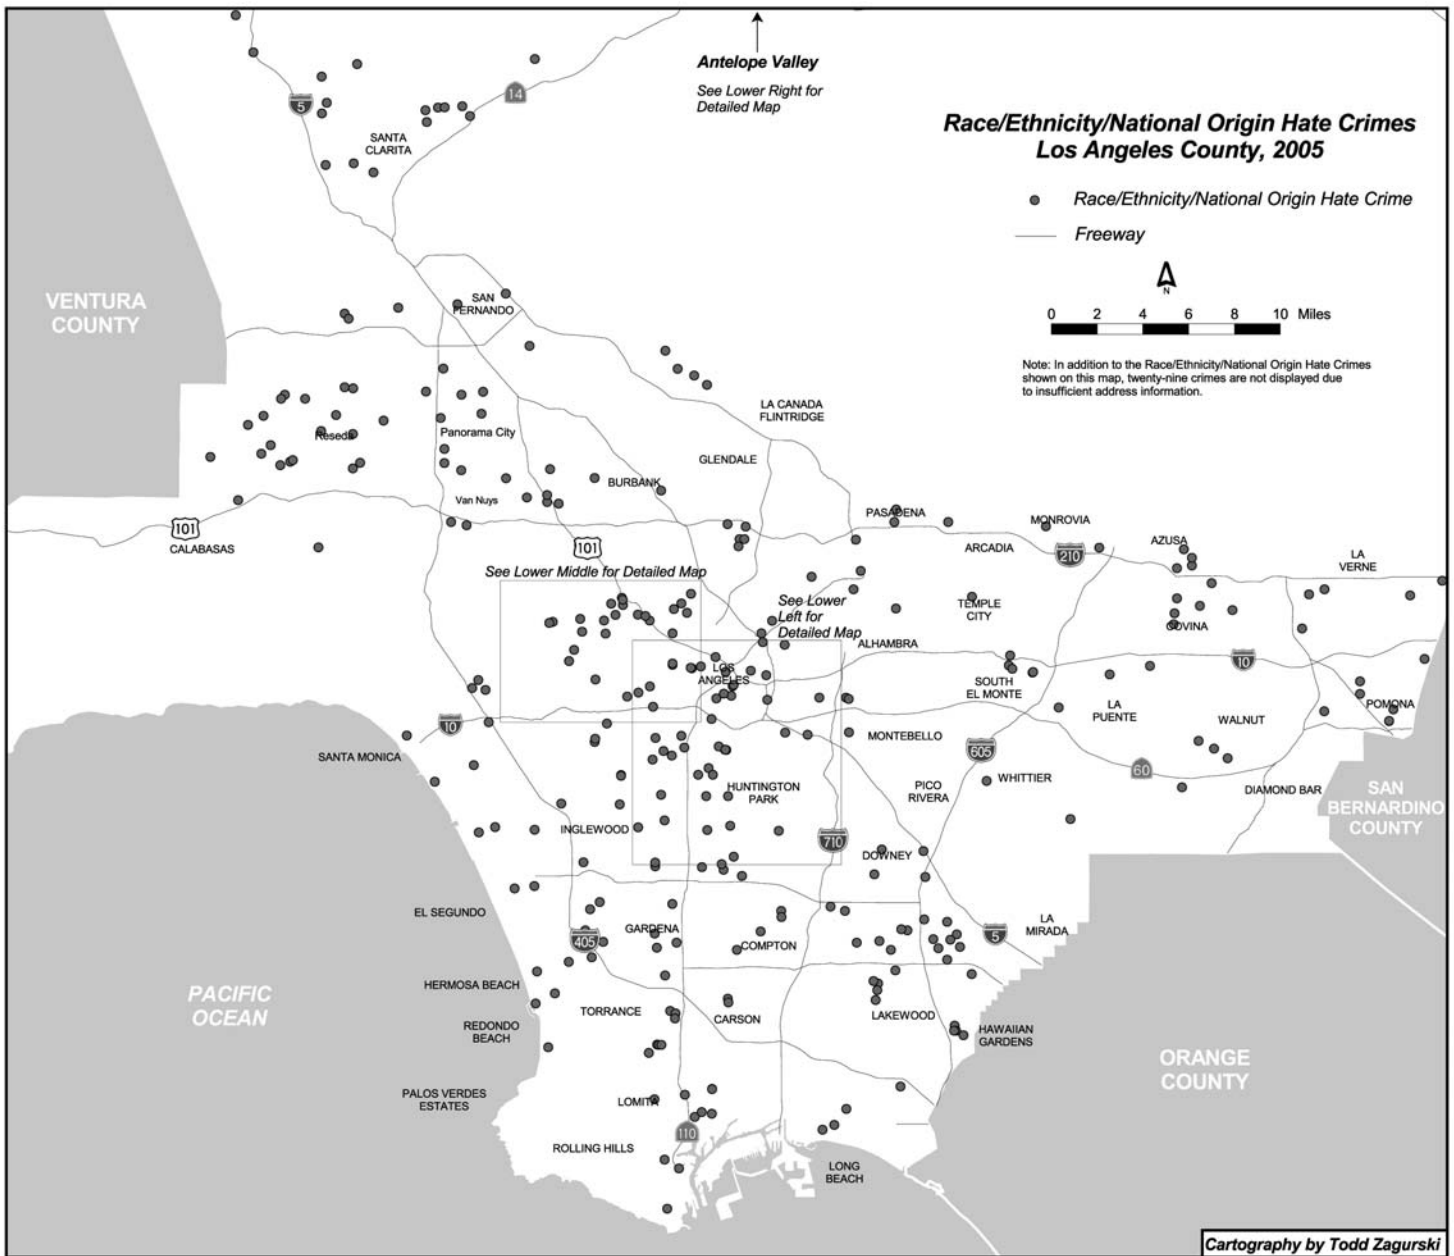 Antelope Valley
See Lower Right for
Detailed Map
Race/Ethnicity/National Origin Hate Crimes
Los Angeles County, 2005
Race/Ethnicity/National Origin Hate Crime
Freeway
N
0 2 4 6 8 10 Miles
Note: In addition to the Race/Ethnicity/National Origin Hate Crimes
shown on this map, twenty-nine crimes are not displayed due
to insufficient address information.
5
14
SANTA
CLARITA
VENTURA
COUNTY
SAN
FERNANDO
LA CANADA
FLINTRIDGE
Reseda
Panorama City
GLENDALE
BURBANK
Van Nuys
101
CALABASAS
101
PASADENA
MONROVIA
ARCADIA
210
AZUSA
LA
VERNE
See Lower Middle for Detailed Map
See Lower
Left for
Detailed Map
TEMPLE
CITY
COVINA
ALHAMBRA
LOS
ANGELES
SOUTH
EL MONTE
10
LA
PUENTE
WALNUT
POMONA
10
SANTA MONICA
MONTEBELLO
605
60
WHITTIER
PICO
RIVERA
HUNTINGTON
PARK
DIAMOND BAR
SAN
BERNARDINO
COUNTY
INGLEWOOD
710
DOWNEY
EL SEGUNDO
GARDENA
405
COMPTON
5
LA
MIRADA
HERMOSA BEACH
PACIFIC
OCEAN
TORRANCE
CARSON
LAKEWOOD
REDONDO
BEACH
HAWAIIAN
GARDENS
ORANGE
COUNTY
PALOS VERDES
ESTATES
LOMITA
110
ROLLING HILLS
LONG
BEACH
Cartography by Todd Zagurski